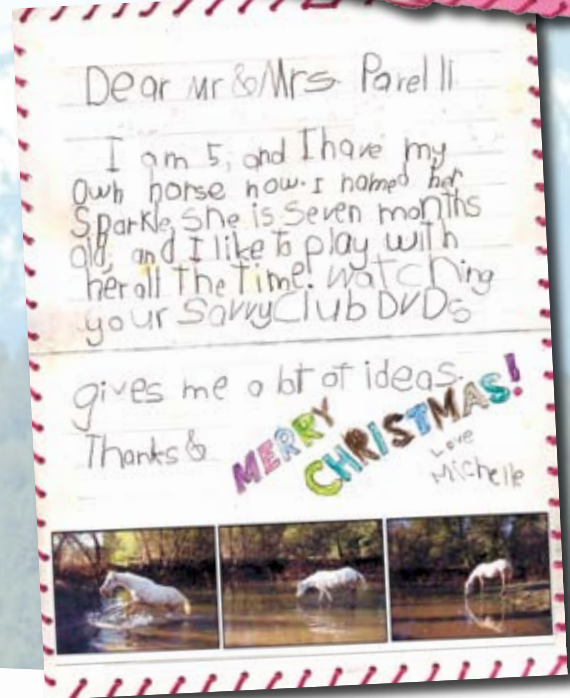 Dear Mr & Mrs Parelli
I am 5, and I have my
own horse now. I named her
Sparkle, she is seven months
old, and I like to play with
her all the time. Watching
your SavvyClub DVDs
gives me a lot of ideas.
Thanks &
MERRY
CHRISTMAS!
Love
Michelle